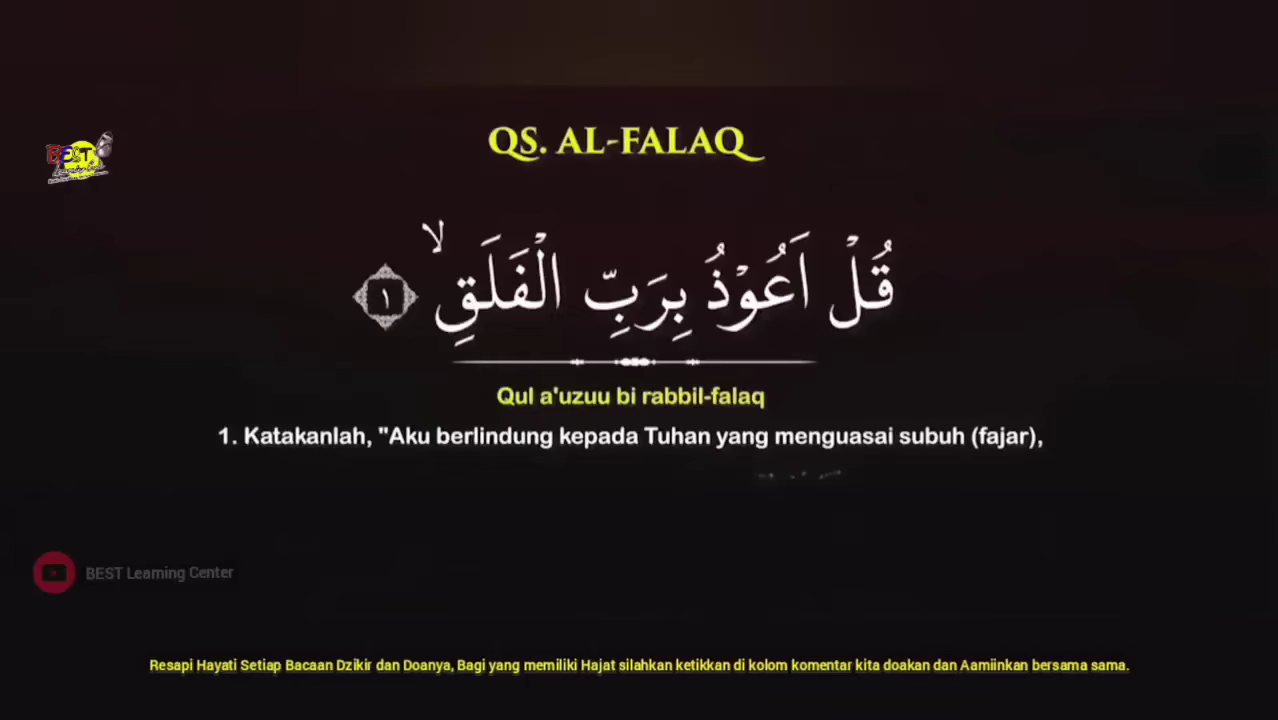 BEST
QS. AL-FALAQ
قُلْ اَعُوْذُ بِرَبِّ الْفَلَقِۙ ١
Qul a'uzuu bi rabbil-falaq
1. Katakanlah, "Aku berlindung kepada Tuhan yang menguasai subuh (fajar),
BEST Learning Center
Resapi Hayati Setiap Bacaan Dzikir dan Doanya, Bagi yang memiliki Hajat silahkan ketikkan di kolom komentar kita doakan dan Aamiinkan bersama sama.